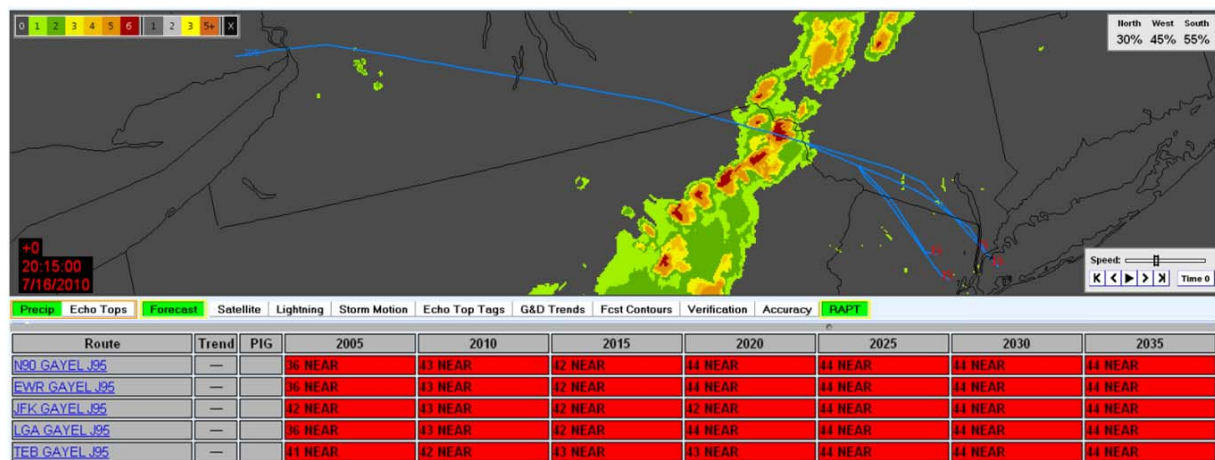 0 1 2 3 4 5 6 1 2 3 5+ X
North West South
30% 45% 55%
+0
20:15:00
7/16/2010
Speed:
Time 0
Precip Echo Tops Forecast Satellite Lightning Storm Motion Echo Top Tags G&D Trends Fcst Contours Verification Accuracy RAPT
Route Trend PIG 2005 2010 2015 2020 2025 2030 2035
N90 GAYEL J95 — 36 NEAR 43 NEAR 42 NEAR 44 NEAR 44 NEAR 44 NEAR 44 NEAR
EWR GAYEL J95 — 36 NEAR 43 NEAR 42 NEAR 44 NEAR 44 NEAR 44 NEAR 44 NEAR
JFK GAYEL J95 — 42 NEAR 43 NEAR 42 NEAR 42 NEAR 44 NEAR 44 NEAR 44 NEAR
LGA GAYEL J95 — 36 NEAR 43 NEAR 42 NEAR 44 NEAR 44 NEAR 44 NEAR 44 NEAR
TEB GAYEL J95 — 41 NEAR 42 NEAR 43 NEAR 43 NEAR 44 NEAR 44 NEAR 44 NEAR